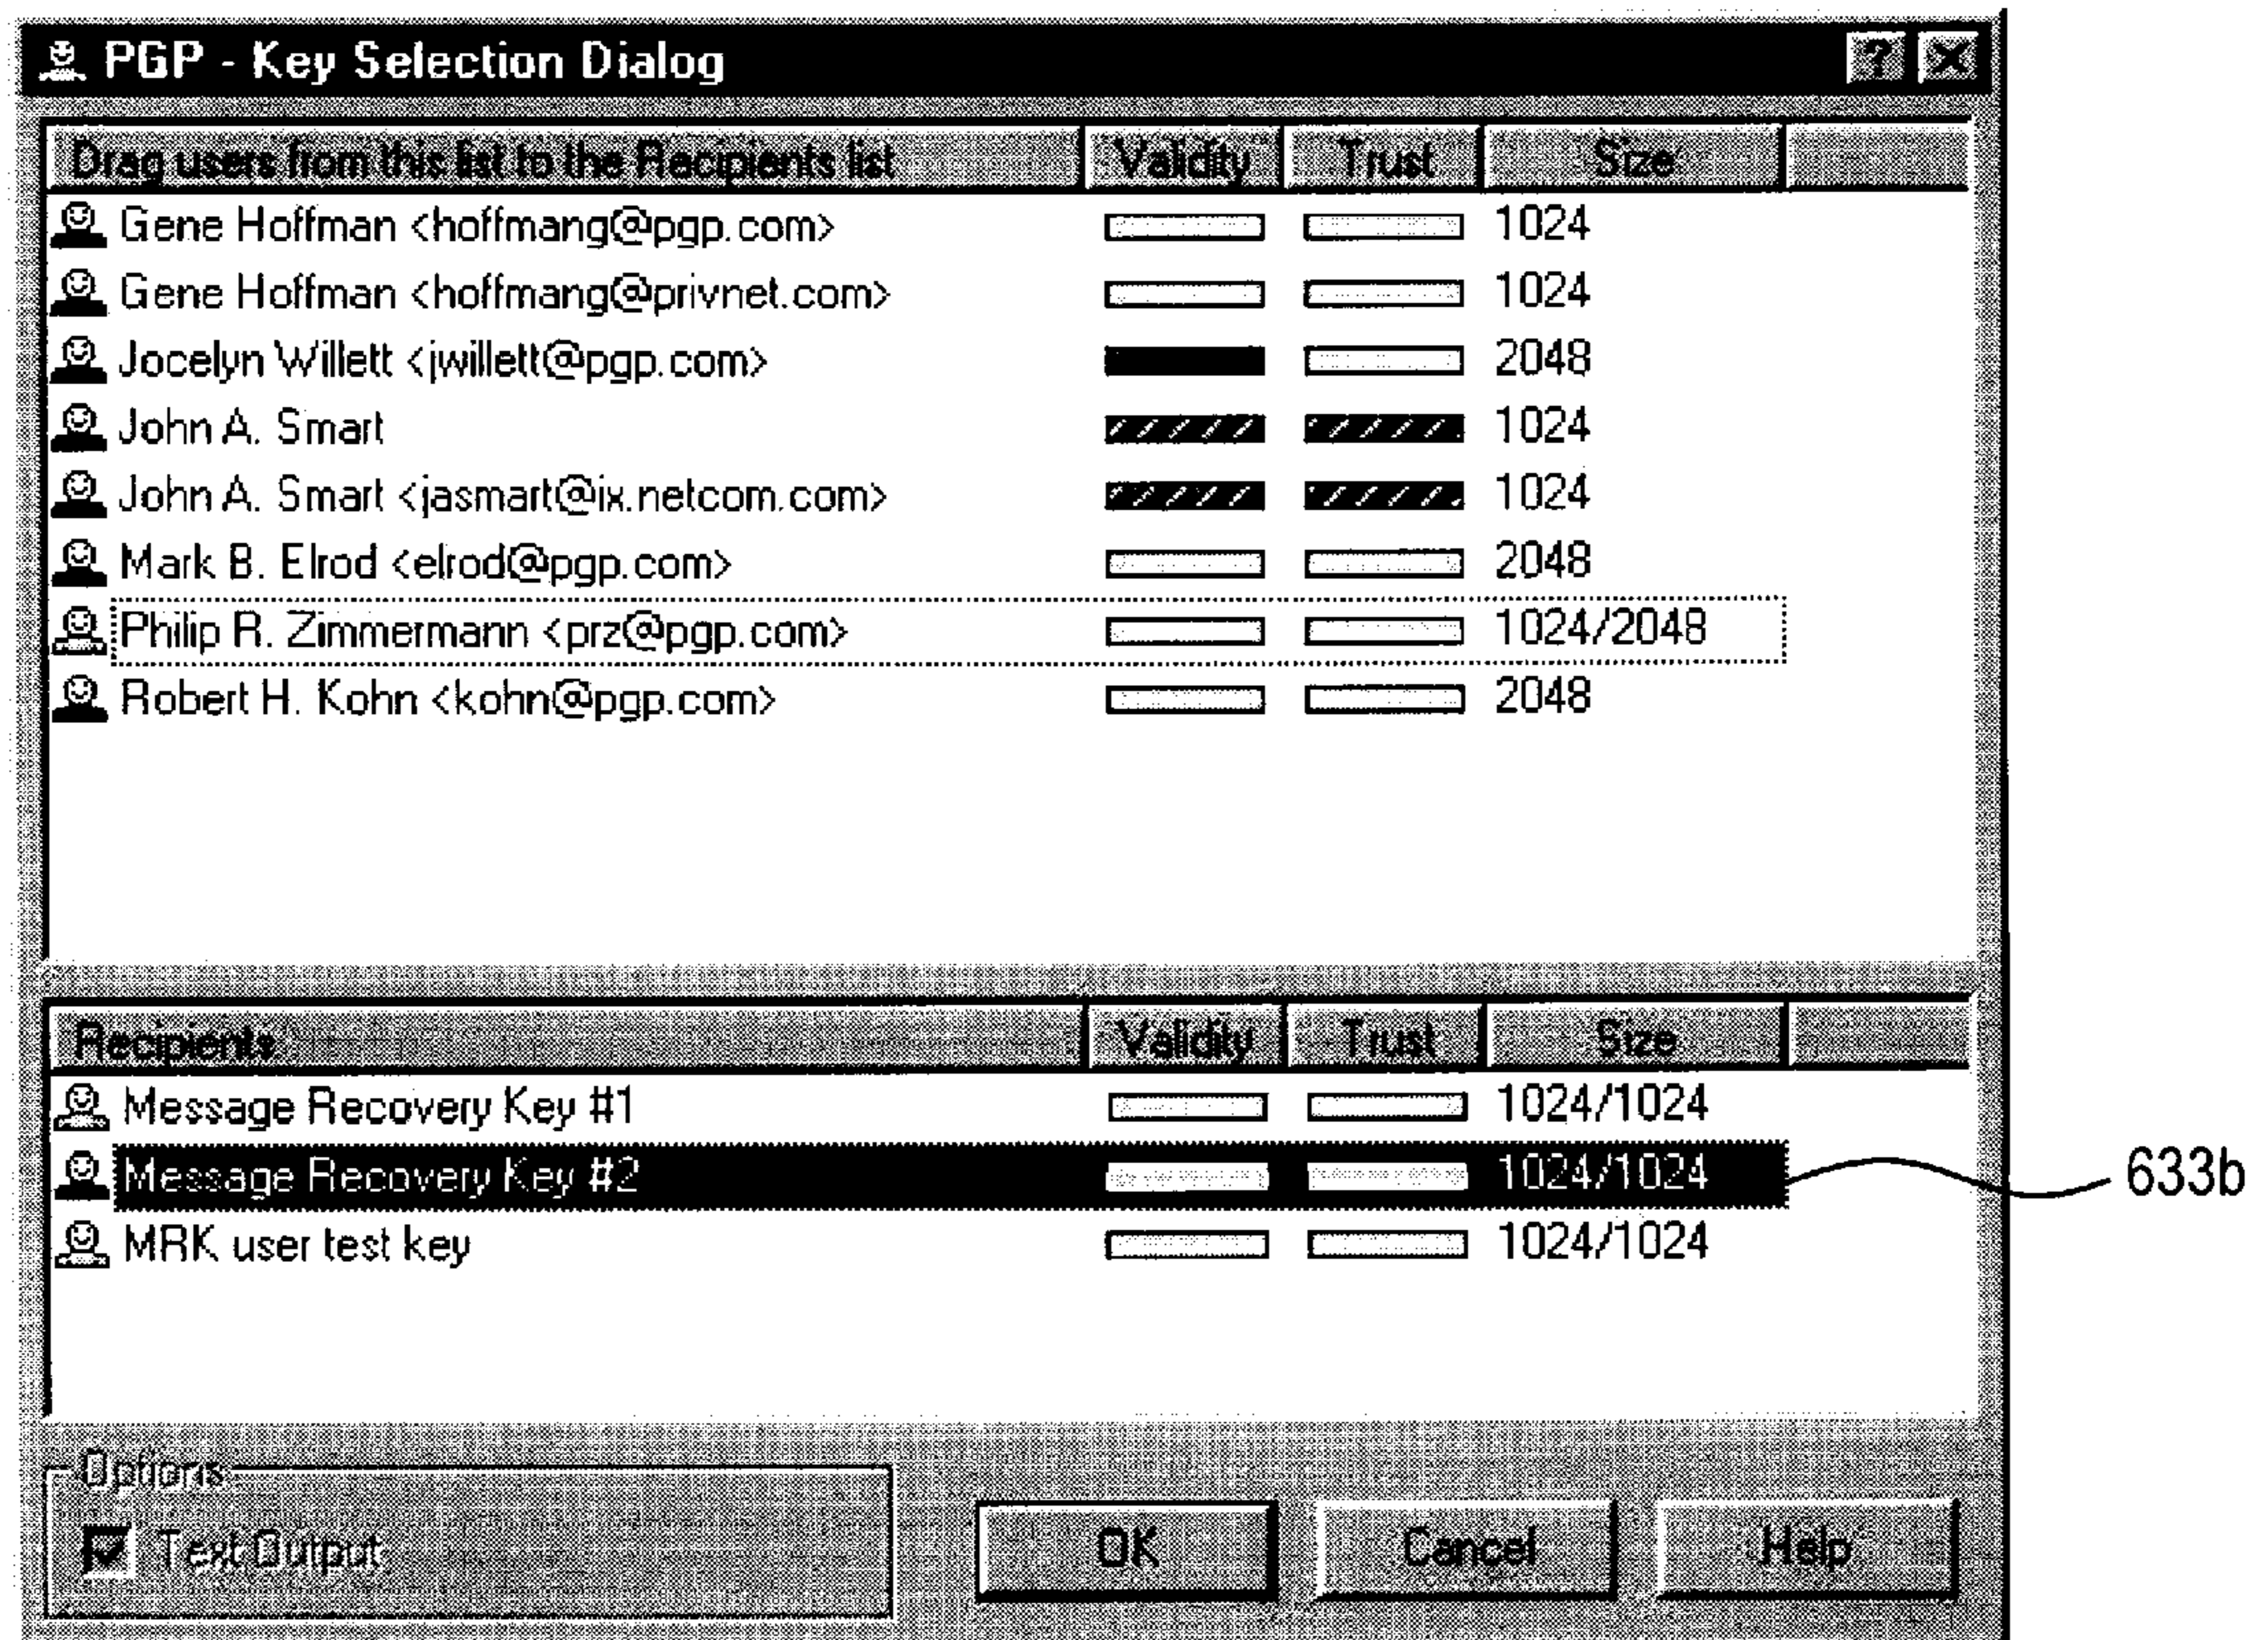 PGP - Key Selection Dialog
Drag users from this list to the Recipients list Validity Trust Size
Gene Hoffman <hoffmang@pgp.com> 1024
Gene Hoffman <hoffmang@privnet.com> 1024
Jocelyn Willett <jwillett@pgp.com> 2048
John A. Smart 1024
John A. Smart <jasmart@ix.netcom.com> 1024
Mark B. Elrod <elrod@pgp.com> 2048
Philip R. Zimmermann <prz@pgp.com> 1024/2048
Robert H. Kohn <kohn@pgp.com> 2048
Recipients Validity Trust Size
Message Recovery Key #1 1024/1024
Message Recovery Key #2 1024/1024 633b
MRK user test key 1024/1024
Options
Text Output OK Cancel Help